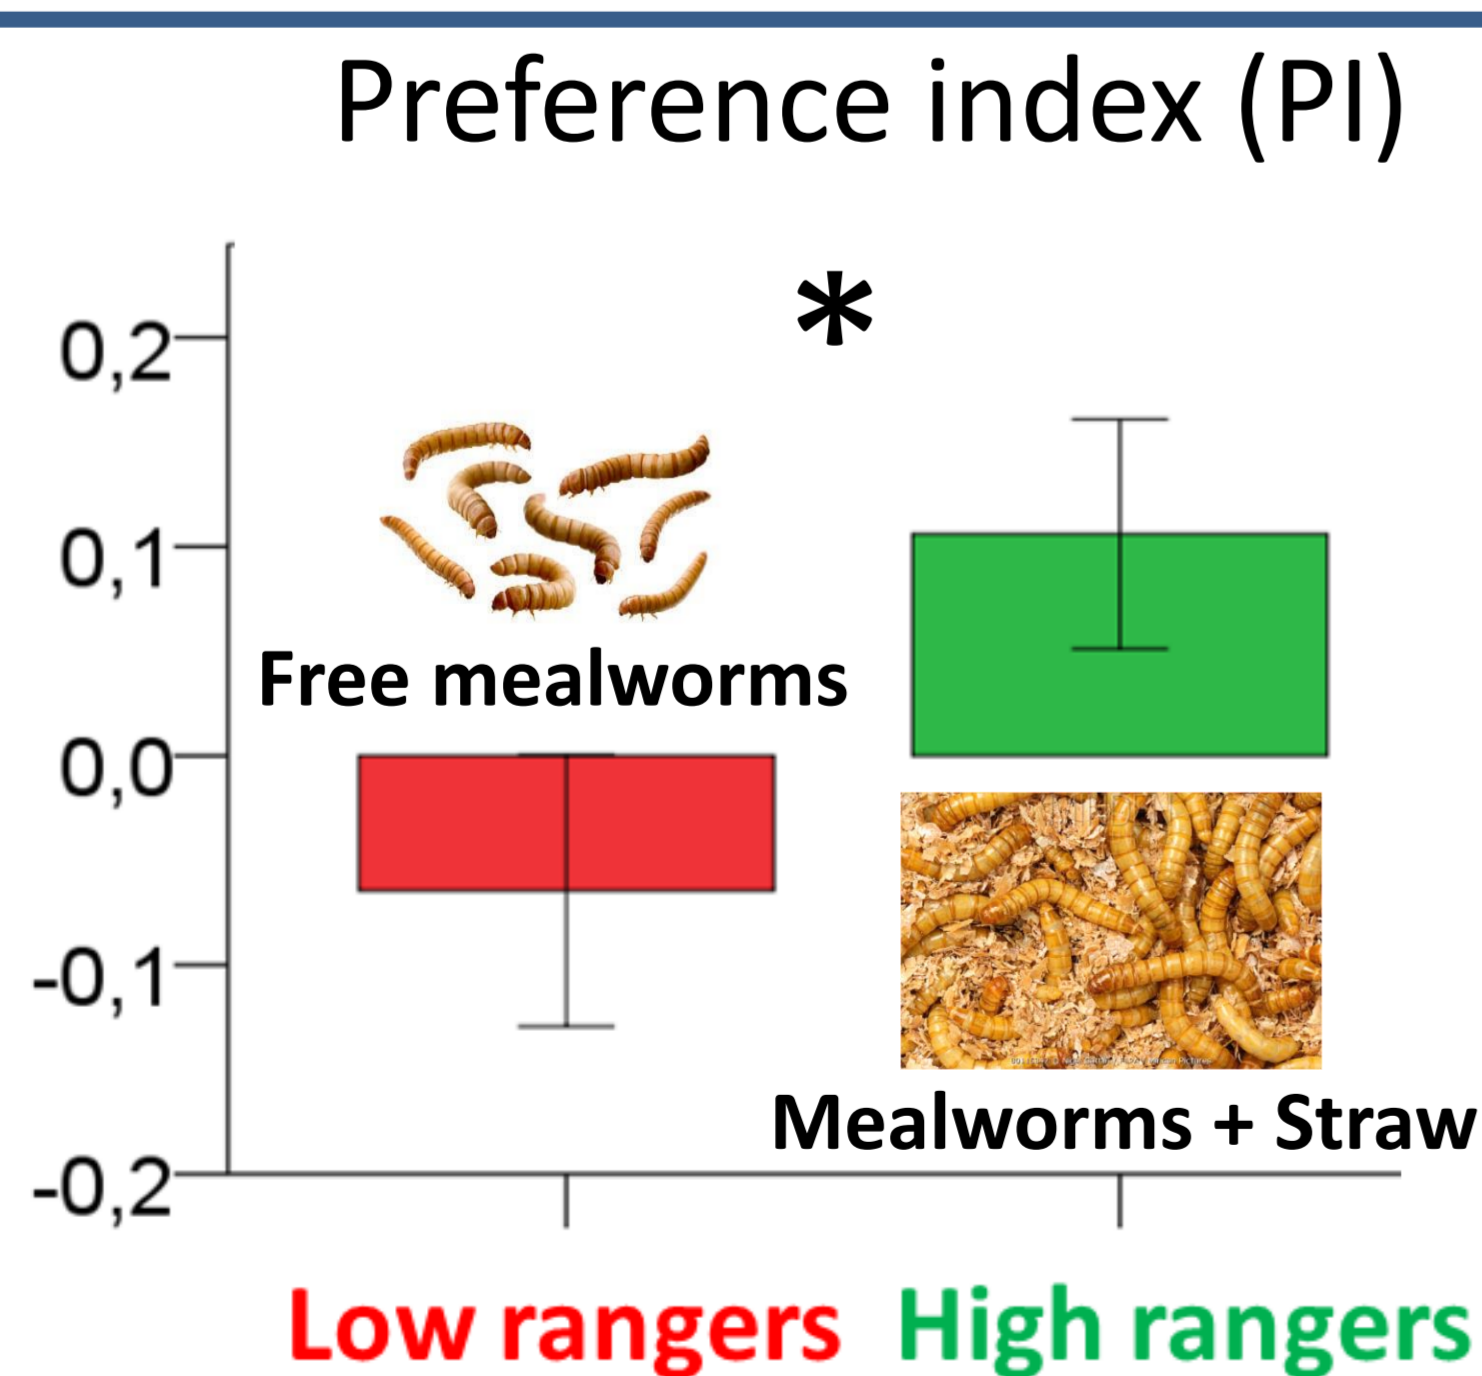 Preference index (PI)
*
0,2
0,1
Free mealworms
0,0
-0,1
Mealworms + Straw
-0,2
Low rangers High rangers